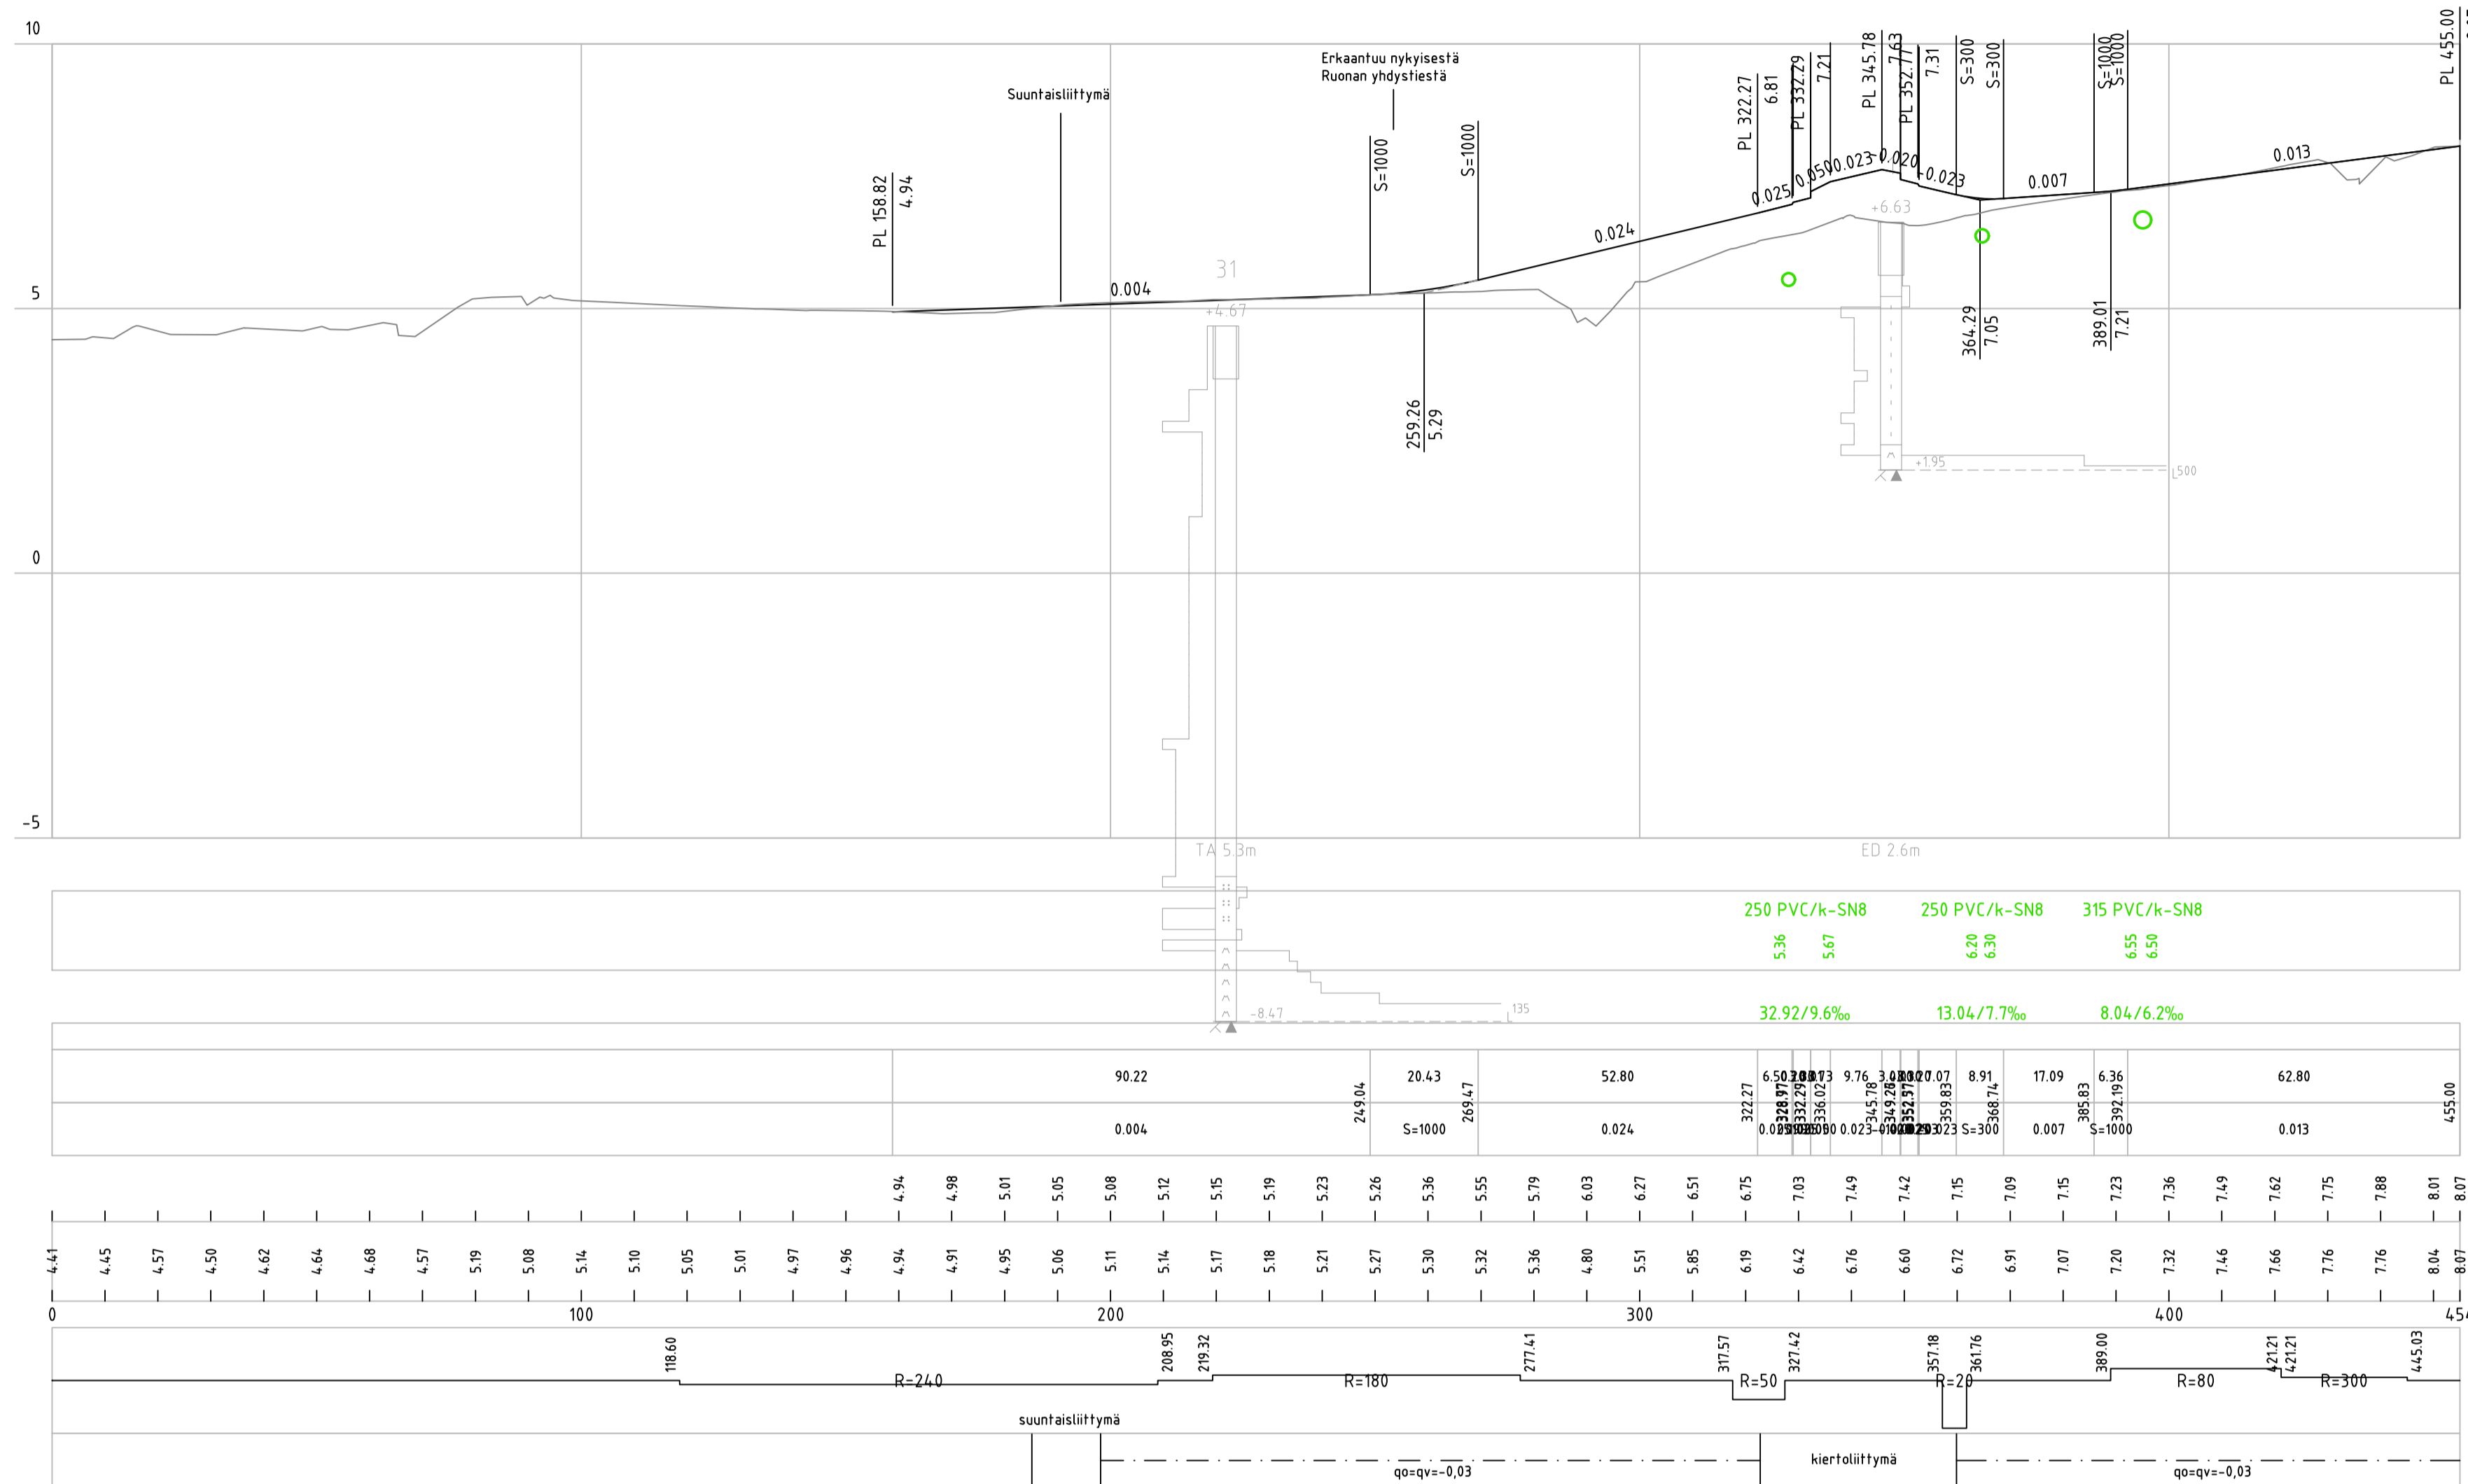 10
5
0
-5
Suuntaisliittymä
Erkaantuu nykyisestä
Ruonan yhdystiestä
PL 158.82
4.94
S=1000
S=1000
PL 322.27
6.81
PL 332.29
7.21
PL 345.78
7.63
PL 352.77
7.31
S=300
S=300
S=1000
S=1000
PL 455.00
0.004
0.024
0.025
0.050
0.023
-0.020
-0.023
0.007
0.013
31
+4.67
+6.63
259.26
5.29
364.29
7.05
389.01
7.21
+1.95
500
TA 5.3m
ED 2.6m
-8.47
135
250 PVC/k-SN8
250 PVC/k-SN8
315 PVC/k-SN8
5.36
5.67
6.20
6.30
6.55
6.50
32.92/9.6‰
13.04/7.7‰
8.04/6.2‰
90.22
20.43
52.80
9.76
7.07
8.91
17.09
6.36
62.80
249.04
269.47
322.27
336.02
345.78
359.83
368.74
385.83
392.19
455.00
0.004
S=1000
0.024
0.023
S=300
0.007
S=1000
0.013
4.94 4.98 5.01 5.05 5.08 5.12 5.15 5.19 5.23 5.26 5.36 5.55 5.79 6.03 6.27 6.51 6.75 7.03 7.49 7.42 7.15 7.09 7.15 7.23 7.36 7.49 7.62 7.75 7.88 8.01 8.07
4.41 4.45 4.57 4.50 4.62 4.64 4.68 4.57 5.19 5.08 5.14 5.10 5.05 5.01 4.97 4.96 4.94 4.91 4.95 5.06 5.11 5.14 5.17 5.18 5.21 5.27 5.30 5.32 5.36 4.80 5.51 5.85 6.19 6.42 6.76 6.60 6.72 6.91 7.07 7.20 7.32 7.46 7.66 7.76 7.76 8.04 8.07
0 100 200 300 400
118.60
208.95
219.32
277.41
317.57
327.42
357.18
361.76
389.00
421.21
421.21
445.03
R=240
R=180
R=50
R=20
R=80
R=300
suuntaisliittymä
qo=qv=-0,03
kiertoliittymä
qo=qv=-0,03